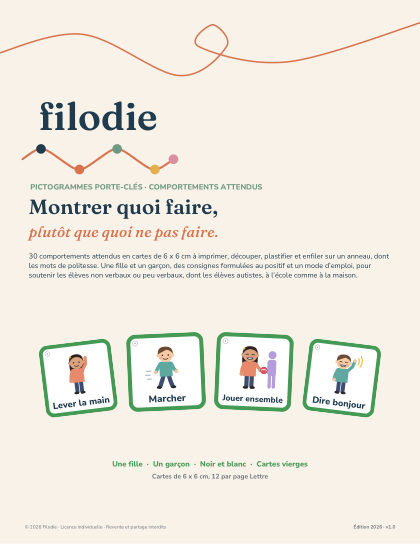 filodie
PICTOGRAMMES PORTE-CLÉS · COMPORTEMENTS ATTENDUS
Montrer quoi faire,
plutôt que quoi ne pas faire.
30 comportements attendus en cartes de 6 x 6 cm à imprimer, découper, plastifier et enfiler sur un anneau, dont
les mots de politesse. Une fille et un garçon, des consignes formulées au positif et un mode d'emploi, pour
soutenir les élèves non verbaux ou peu verbaux, dont les élèves autistes, à l'école comme à la maison.
Lever la main
Marcher
Jouer ensemble
Dire bonjour
Une fille · Un garçon · Noir et blanc · Cartes vierges
Cartes de 6 x 6 cm, 12 par page Lettre
© 2026 Filodie · Licence individuelle · Revente et partage interdits
Édition 2026 · v1.0